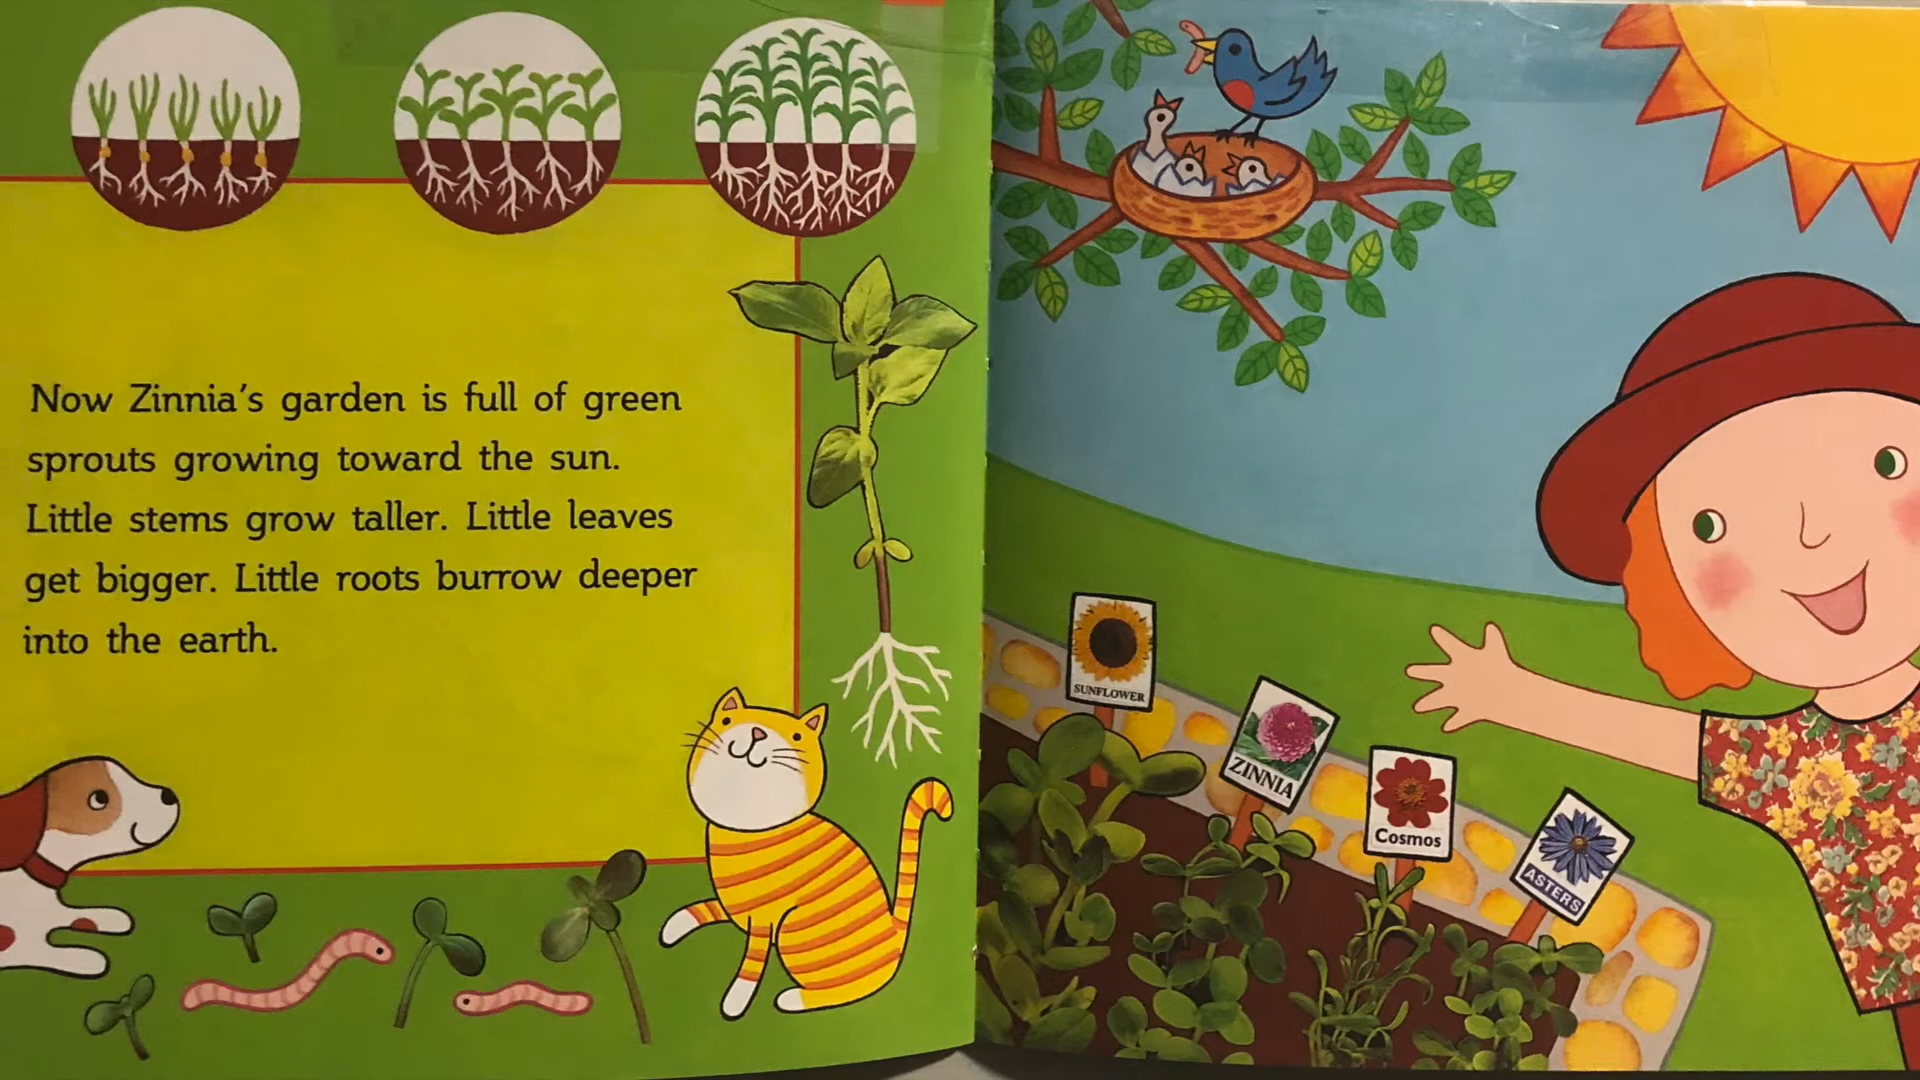 Now Zinnia's garden is full of green
sprouts growing toward the sun.
Little stems grow taller. Little leaves
get bigger. Little roots burrow deeper
into the earth.
SUNFLOWER
ZINNIA
Cosmos
ASTERS